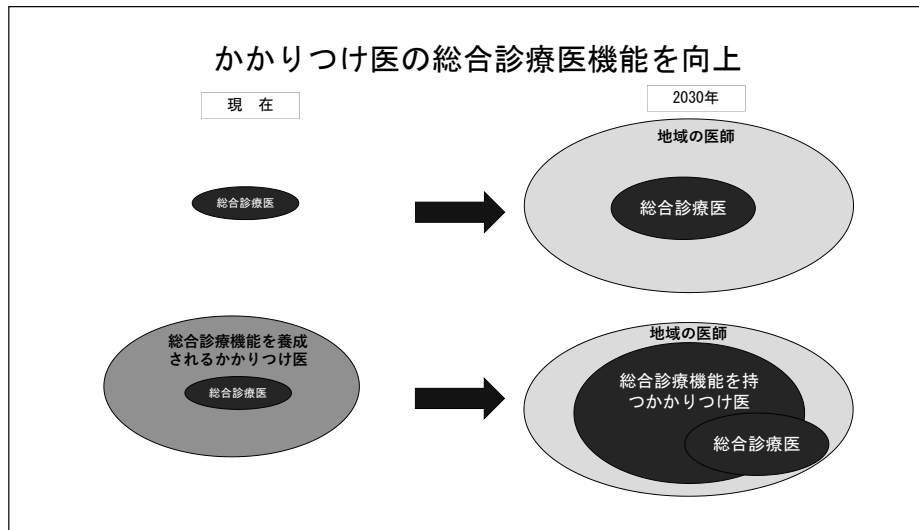 かかりつけ医の総合診療医機能を向上
現　在
2030年
総合診療医
地域の医師
総合診療医
総合診療機能を養成
されるかかりつけ医
総合診療医
地域の医師
総合診療機能を持
つかかりつけ医
総合診療医